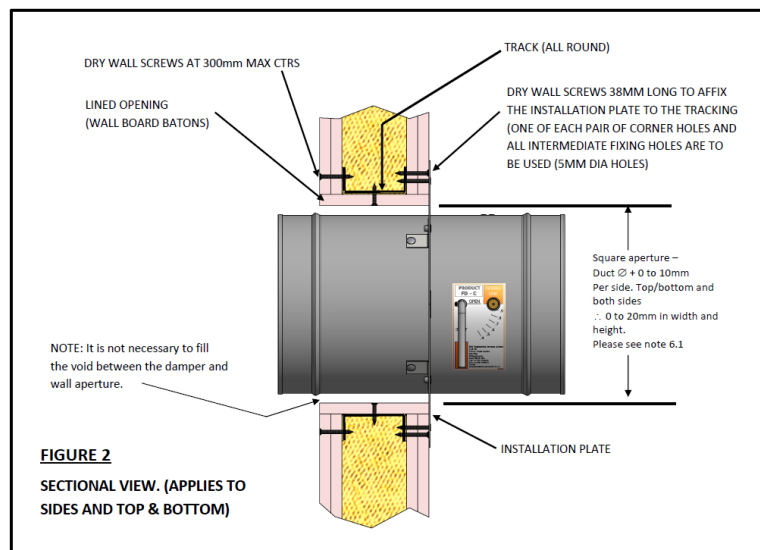 TRACK (ALL ROUND)
DRY WALL SCREWS AT 300mm MAX CTRS
DRY WALL SCREWS 38MM LONG TO AFFIX
THE INSTALLATION PLATE TO THE TRACKING
(ONE OF EACH PAIR OF CORNER HOLES AND
ALL INTERMEDIATE FIXING HOLES ARE TO
BE USED (5MM DIA HOLES)
LINED OPENING
(WALL BOARD BATONS)
Square aperture –
Duct ∅ + 0 to 10mm
Per side. Top/bottom and
both sides
∴ 0 to 20mm in width and
height.
Please see note 6.1
PRODUCT
FD - C
OPEN
NOTE: It is not necessary to fill
the void between the damper and
wall aperture.
INSTALLATION PLATE
FIGURE 2
SECTIONAL VIEW. (APPLIES TO
SIDES AND TOP & BOTTOM)